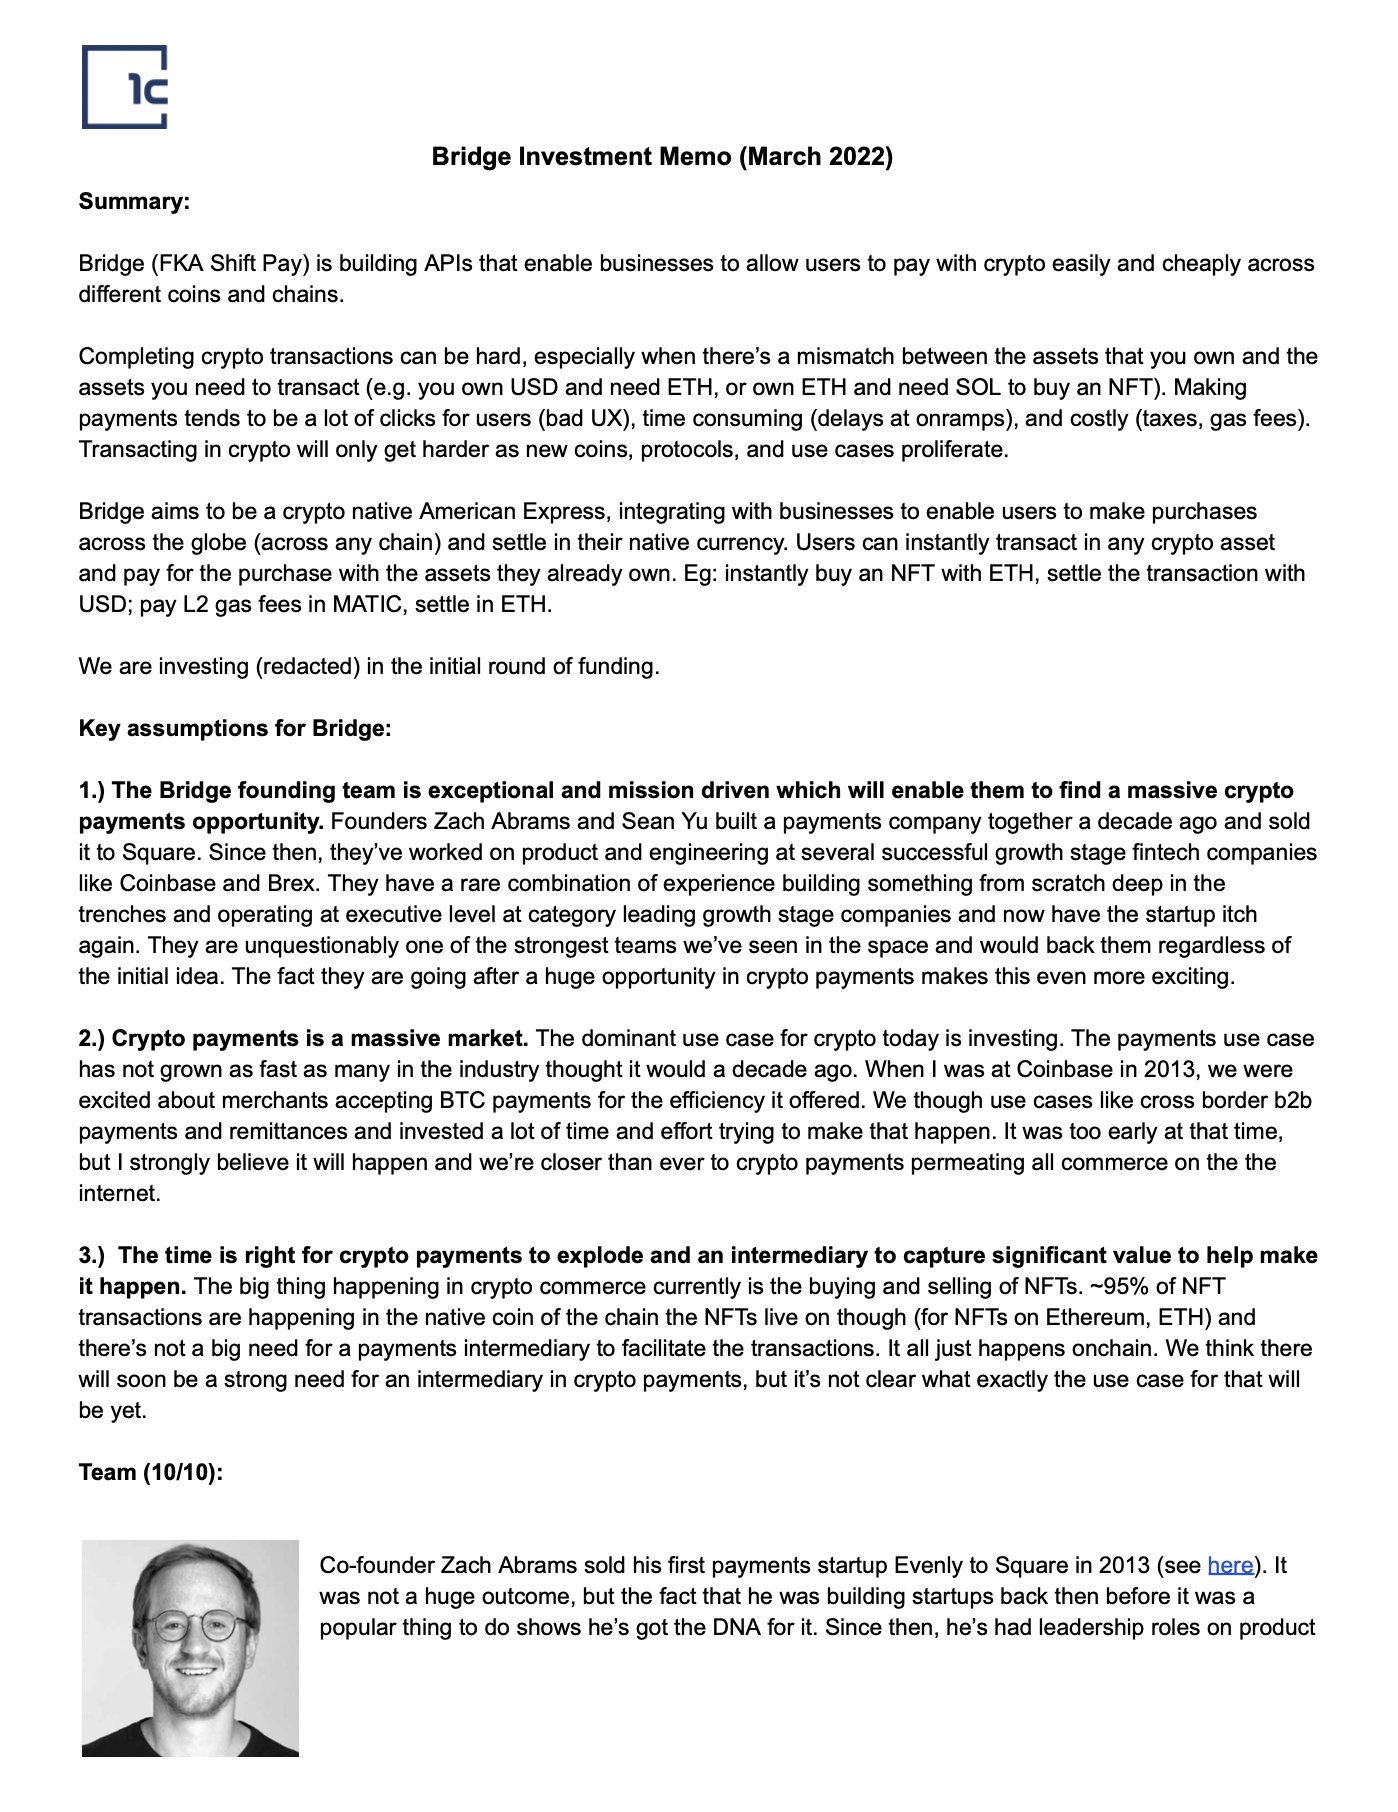 1c
Bridge Investment Memo (March 2022)
Summary:
Bridge (FKA Shift Pay) is building APIs that enable businesses to allow users to pay with crypto easily and cheaply across
different coins and chains.
Completing crypto transactions can be hard, especially when there’s a mismatch between the assets that you own and the
assets you need to transact (e.g. you own USD and need ETH, or own ETH and need SOL to buy an NFT). Making
payments tends to be a lot of clicks for users (bad UX), time consuming (delays at onramps), and costly (taxes, gas fees).
Transacting in crypto will only get harder as new coins, protocols, and use cases proliferate.
Bridge aims to be a crypto native American Express, integrating with businesses to enable users to make purchases
across the globe (across any chain) and settle in their native currency. Users can instantly transact in any crypto asset
and pay for the purchase with the assets they already own. Eg: instantly buy an NFT with ETH, settle the transaction with
USD; pay L2 gas fees in MATIC, settle in ETH.
We are investing (redacted) in the initial round of funding.
Key assumptions for Bridge:
1.) The Bridge founding team is exceptional and mission driven which will enable them to find a massive crypto
payments opportunity. Founders Zach Abrams and Sean Yu built a payments company together a decade ago and sold
it to Square. Since then, they’ve worked on product and engineering at several successful growth stage fintech companies
like Coinbase and Brex. They have a rare combination of experience building something from scratch deep in the
trenches and operating at executive level at category leading growth stage companies and now have the startup itch
again. They are unquestionably one of the strongest teams we’ve seen in the space and would back them regardless of
the initial idea. The fact they are going after a huge opportunity in crypto payments makes this even more exciting.
2.) Crypto payments is a massive market. The dominant use case for crypto today is investing. The payments use case
has not grown as fast as many in the industry thought it would a decade ago. When I was at Coinbase in 2013, we were
excited about merchants accepting BTC payments for the efficiency it offered. We though use cases like cross border b2b
payments and remittances and invested a lot of time and effort trying to make that happen. It was too early at that time,
but I strongly believe it will happen and we’re closer than ever to crypto payments permeating all commerce on the the
internet.
3.)  The time is right for crypto payments to explode and an intermediary to capture significant value to help make
it happen. The big thing happening in crypto commerce currently is the buying and selling of NFTs. ~95% of NFT
transactions are happening in the native coin of the chain the NFTs live on though (for NFTs on Ethereum, ETH) and
there’s not a big need for a payments intermediary to facilitate the transactions. It all just happens onchain. We think there
will soon be a strong need for an intermediary in crypto payments, but it’s not clear what exactly the use case for that will
be yet.
Team (10/10):
Co-founder Zach Abrams sold his first payments startup Evenly to Square in 2013 (see here). It
was not a huge outcome, but the fact that he was building startups back then before it was a
popular thing to do shows he’s got the DNA for it. Since then, he’s had leadership roles on product